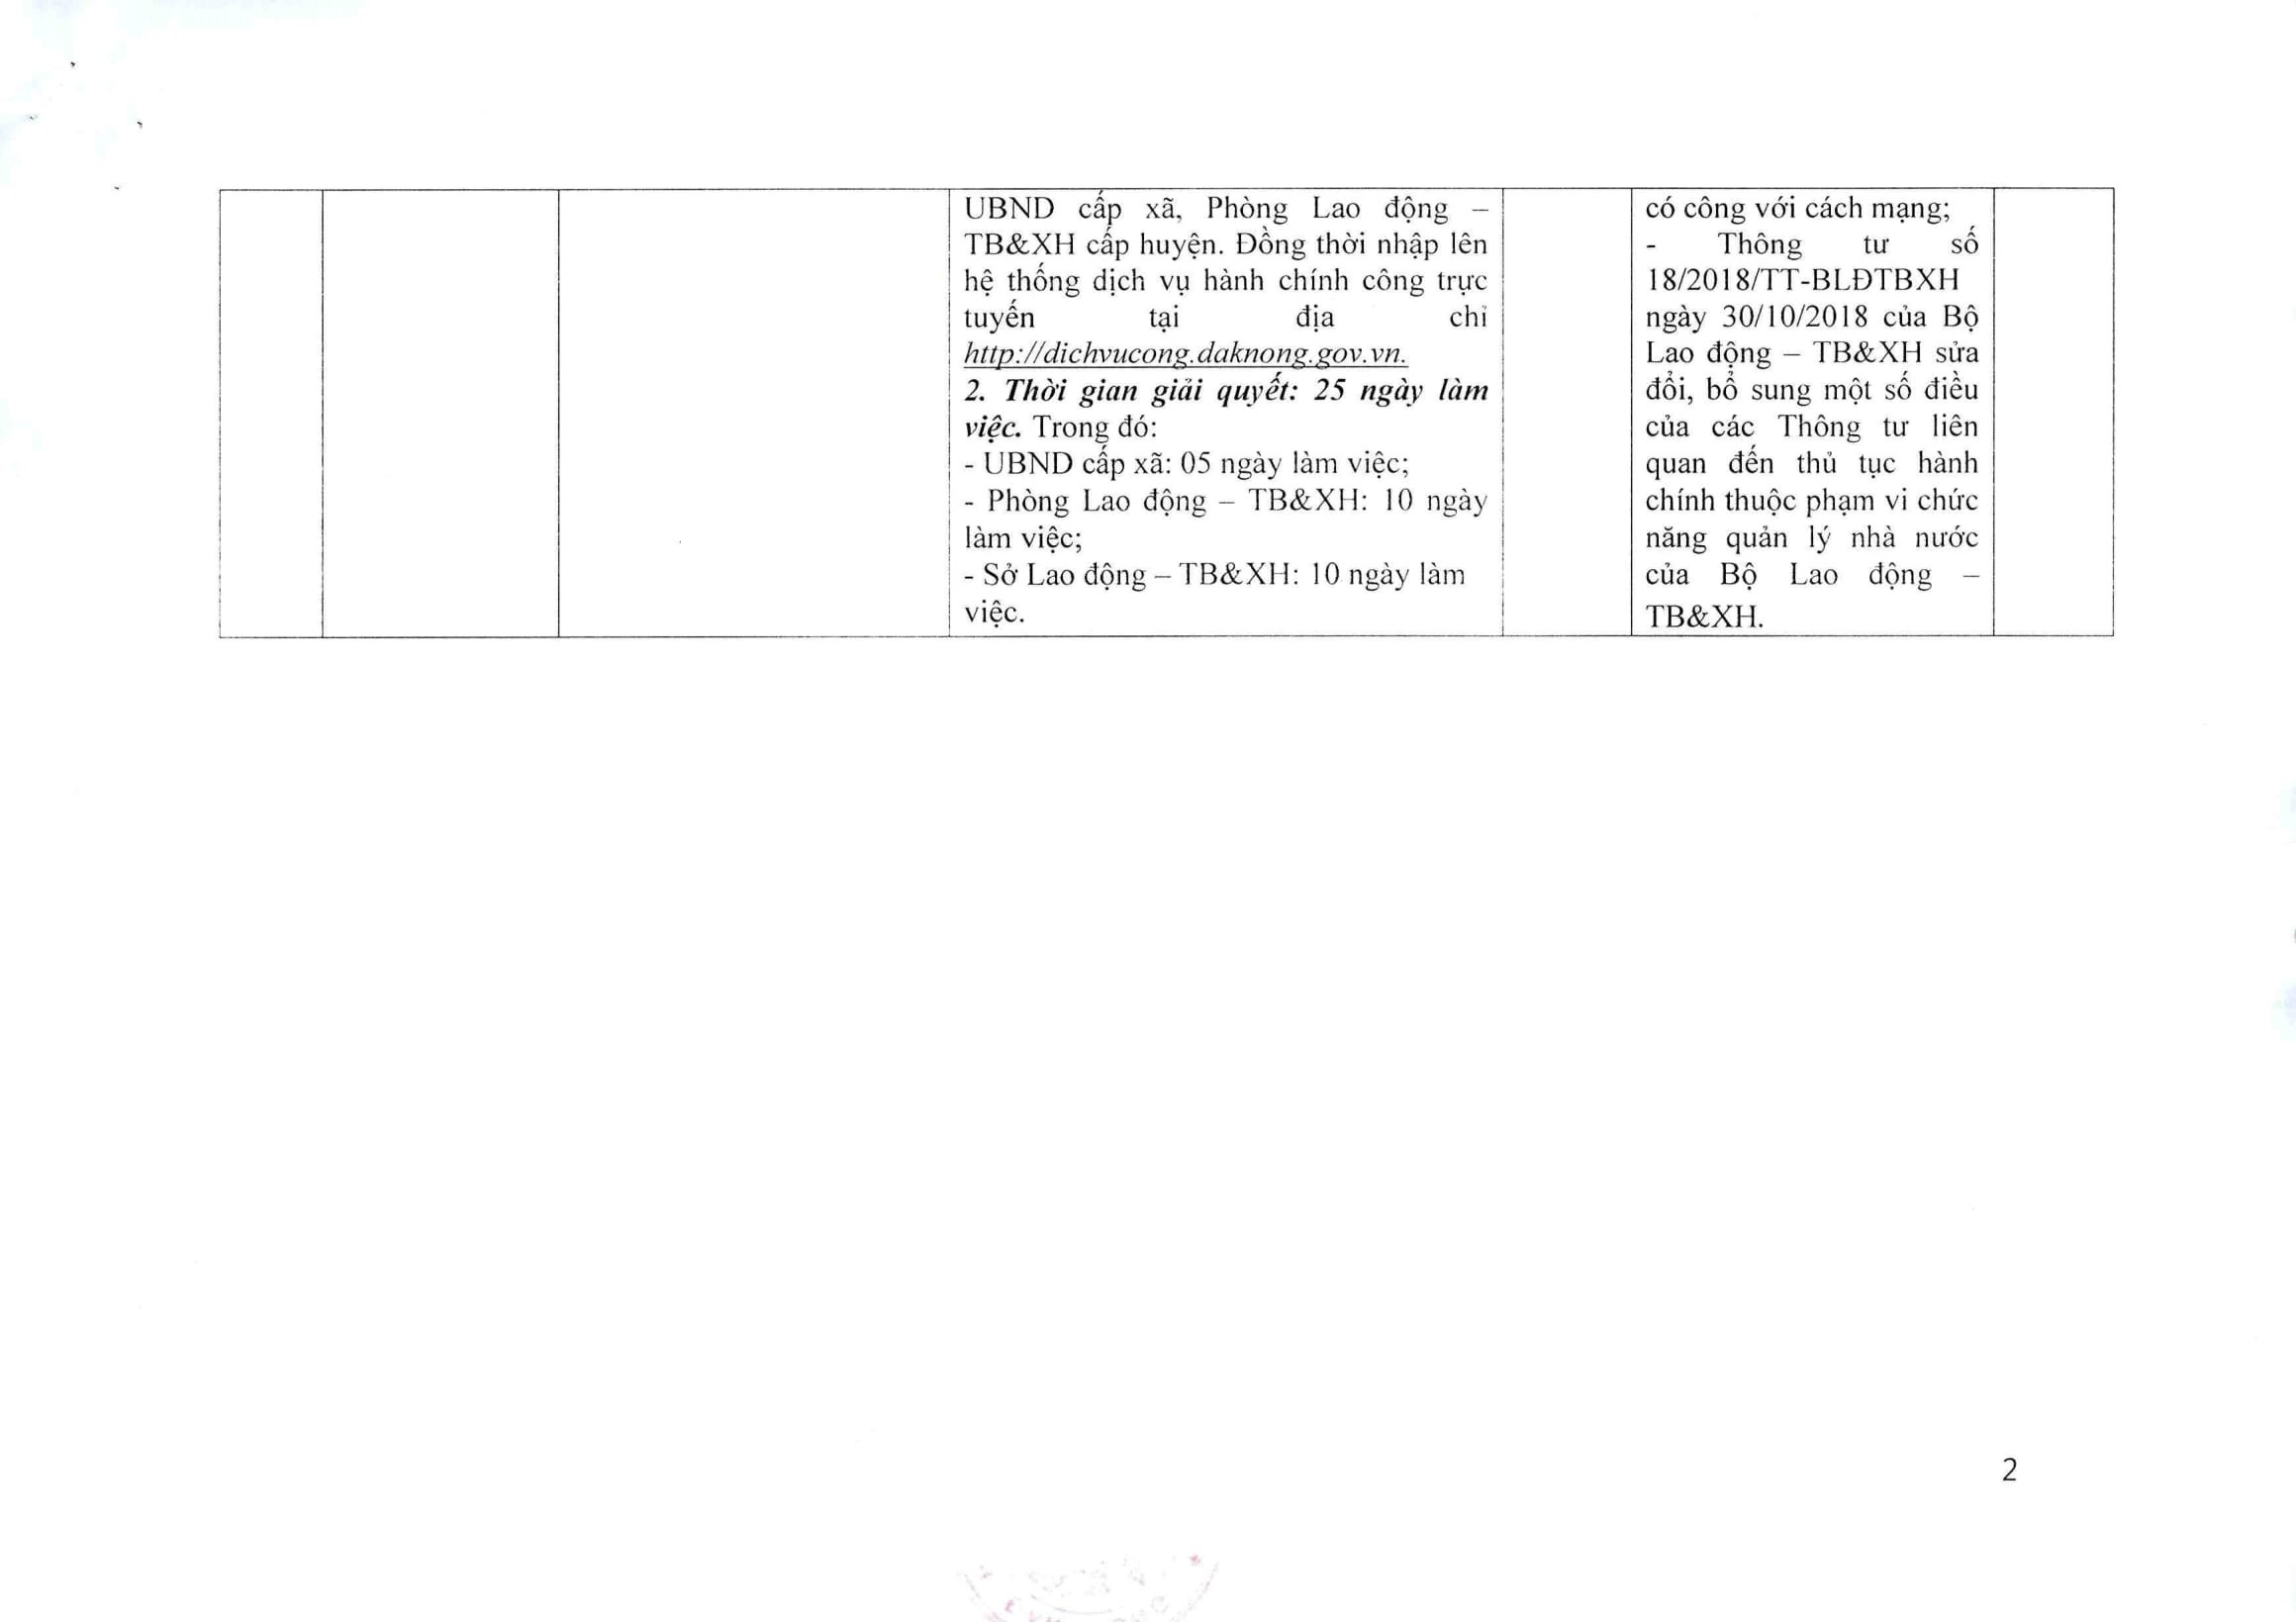 UBND cấp xã, Phòng Lao động –
TB&XH cấp huyện. Đồng thời nhập lên
hệ thống dịch vụ hành chính công trực
tuyến tại địa chỉ
http://dichvucong.daknong.gov.vn.
2. Thời gian giải quyết: 25 ngày làm
việc. Trong đó:
- UBND cấp xã: 05 ngày làm việc;
- Phòng Lao động – TB&XH: 10 ngày
làm việc;
- Sở Lao động – TB&XH: 10 ngày làm
việc.
có công với cách mạng;
- Thông tư số
18/2018/TT-BLĐTBXH
ngày 30/10/2018 của Bộ
Lao động – TB&XH sửa
đổi, bổ sung một số điều
của các Thông tư liên
quan đến thủ tục hành
chính thuộc phạm vi chức
năng quản lý nhà nước
của Bộ Lao động –
TB&XH.
2